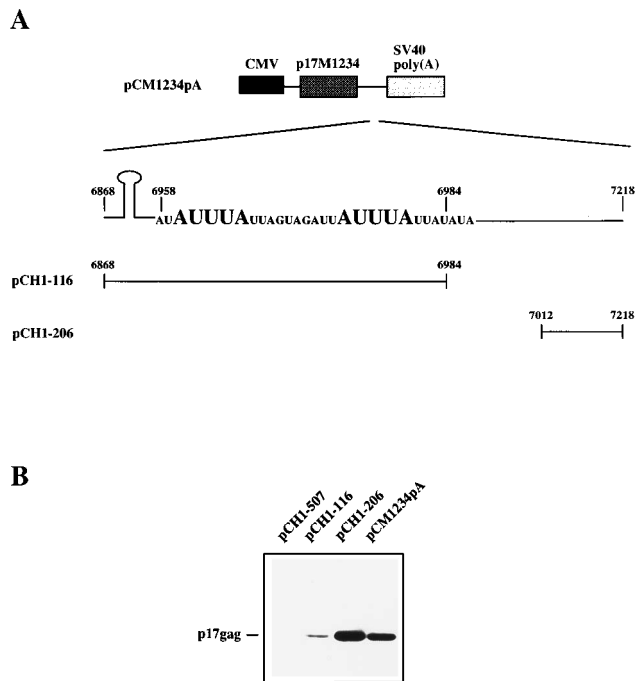 A
CMV p17M1234 SV40 poly(A)
pCM1234pA
6868 6958 6984 7218
AUAUUUAUUAGUAGAUUAUUUAUUAUAUA
6868 6984
pCH1-116
7012 7218
pCH1-206
B
pCH1-507 pCH1-116 pCH1-206 pCM1234pA
p17gag